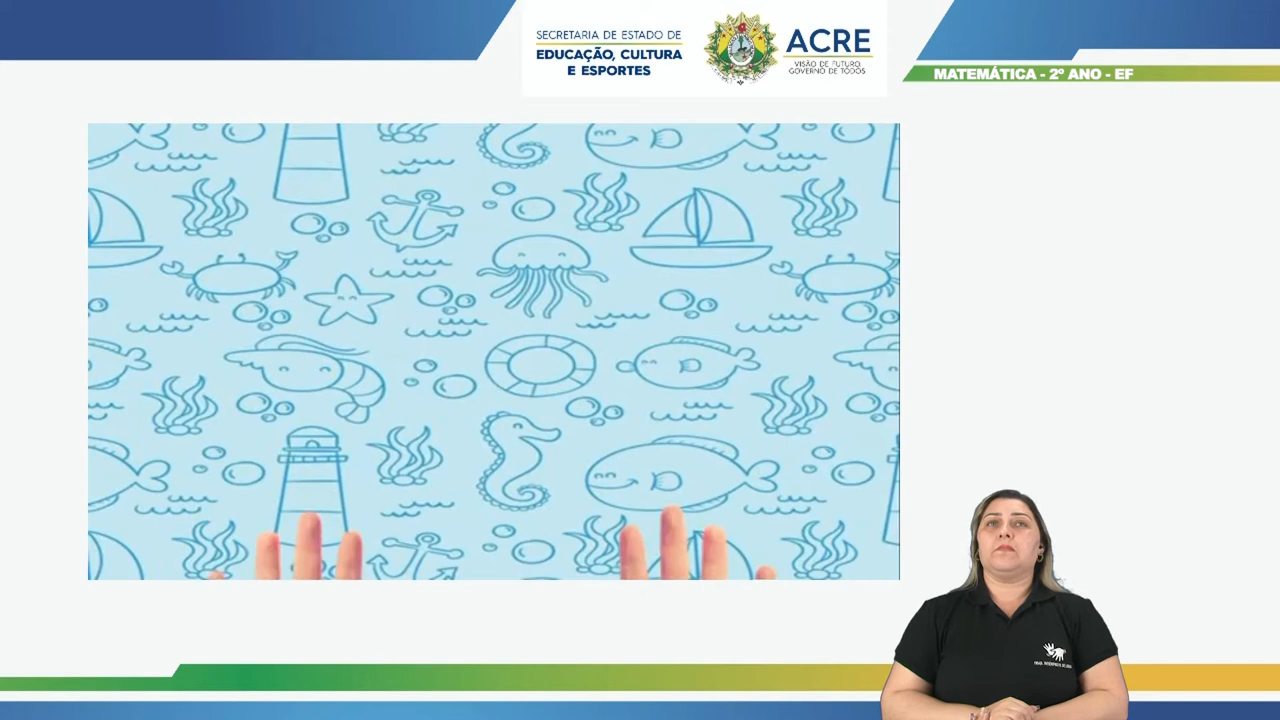 SECRETARIA DE ESTADO DE
EDUCAÇÃO, CULTURA
E ESPORTES
ACRE
VISÃO DE FUTURO,
GOVERNO DE TODOS
MATEMÁTICA - 2º ANO - EF